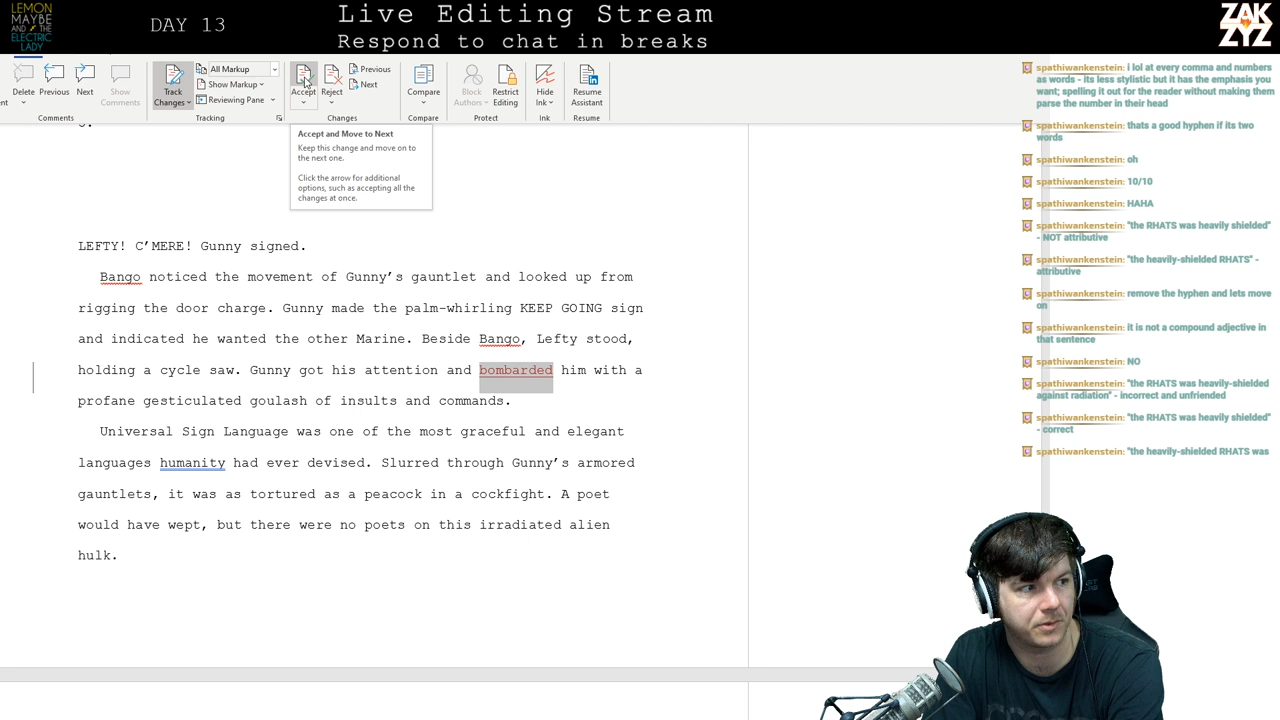 LEMON
MAYBE
AND THE
ELECTRIC
LADY
DAY 13
Live Editing Stream
Respond to chat in breaks
ZAK
ZYZ
Delete
Previous
Next
Show
Comments
Comments
Track
Changes
All Markup
Show Markup
Reviewing Pane
Tracking
Accept
Reject
Previous
Next
Changes
Compare
Compare
Block
Authors
Restrict
Editing
Protect
Hide
Ink
Ink
Resume
Assistant
Resume
Accept and Move to Next
Keep this change and move on to
the next one.
Click the arrow for additional
options, such as accepting all the
changes at once.
LEFTY! C’MERE! Gunny signed.
Bango noticed the movement of Gunny’s gauntlet and looked up from
rigging the door charge. Gunny made the palm-whirling KEEP GOING sign
and indicated he wanted the other Marine. Beside Bango, Lefty stood,
holding a cycle saw. Gunny got his attention and bombarded him with a
profane gesticulated goulash of insults and commands.
Universal Sign Language was one of the most graceful and elegant
languages humanity had ever devised. Slurred through Gunny’s armored
gauntlets, it was as tortured as a peacock in a cockfight. A poet
would have wept, but there were no poets on this irradiated alien
hulk.
spathiwankenstein: i lol at every comma and numbers
as words - its less stylistic but it has the emphasis you
want; spelling it out for the reader without making them
parse the number in their head
spathiwankenstein: thats a good hyphen if its two
words
spathiwankenstein: oh
spathiwankenstein: 10/10
spathiwankenstein: HAHA
spathiwankenstein: "the RHATS was heavily shielded"
- NOT attributive
spathiwankenstein: "the heavily-shielded RHATS" -
attributive
spathiwankenstein: remove the hyphen and lets move
on
spathiwankenstein: it is not a compound adjective in
that sentence
spathiwankenstein: NO
spathiwankenstein: "the RHATS was heavily-shielded
against radiation" - incorrect and unfriended
spathiwankenstein: "the RHATS was heavily shielded"
- correct
spathiwankenstein: "the heavily-shielded RHATS was